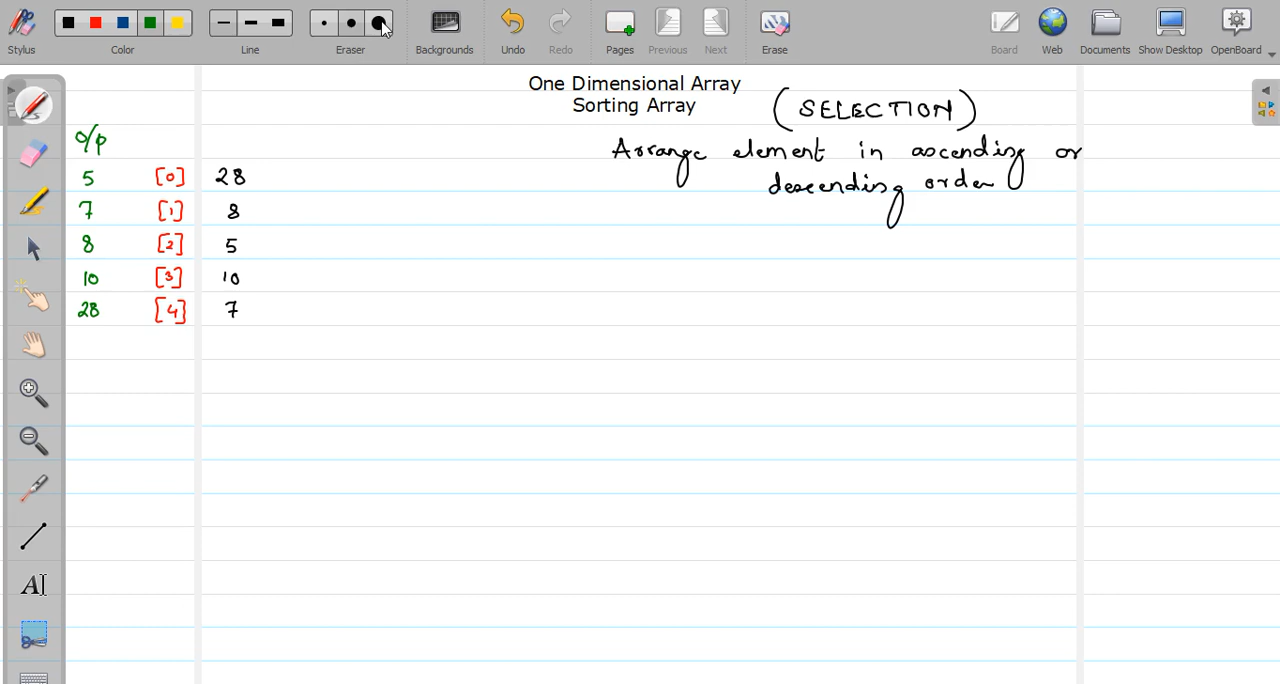 Stylus
Color
Line
Eraser
Backgrounds
Undo
Redo
Pages
Previous
Next
Erase
Board
Web
Documents
Show Desktop
OpenBoard
One Dimensional Array
Sorting Array (SELECTION)
Arrange element in ascending or
descending order
O/P
5 [0] 28
7 [1] 8
8 [2] 5
10 [3] 10
28 [4] 7
A